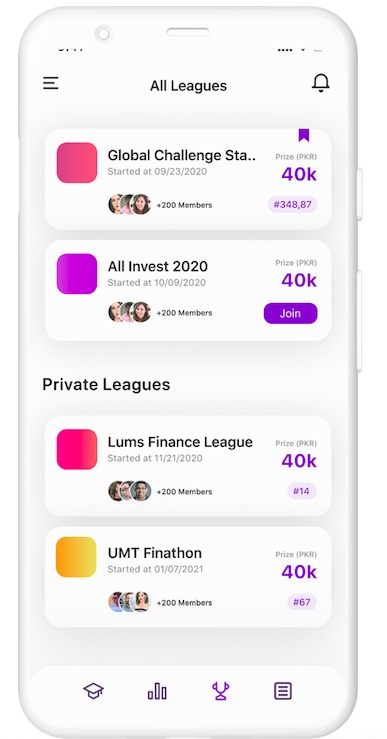 All Leagues
Global Challenge Sta..
Started at 09/23/2020
Prize (PKR)
40k
+200 Members
#348,87
All Invest 2020
Started at 10/09/2020
Prize (PKR)
40k
+200 Members
Join
Private Leagues
Lums Finance League
Started at 11/21/2020
Prize (PKR)
40k
+200 Members
#14
UMT Finathon
Started at 01/07/2021
Prize (PKR)
40k
+200 Members
#67